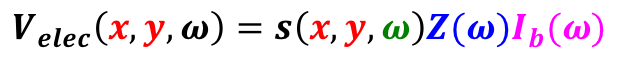 V_elec(x, y, ω) = s(x, y, ω)Z(ω)I_b(ω)